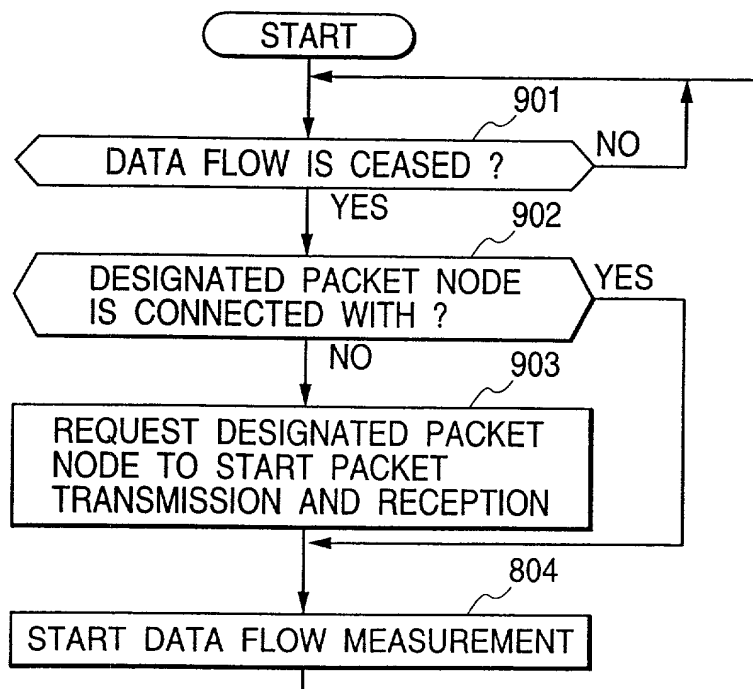 START
901
DATA FLOW IS CEASED ?
NO
YES
902
DESIGNATED PACKET NODE
IS CONNECTED WITH ?
YES
NO
903
REQUEST DESIGNATED PACKET
NODE TO START PACKET
TRANSMISSION AND RECEPTION
804
START DATA FLOW MEASUREMENT